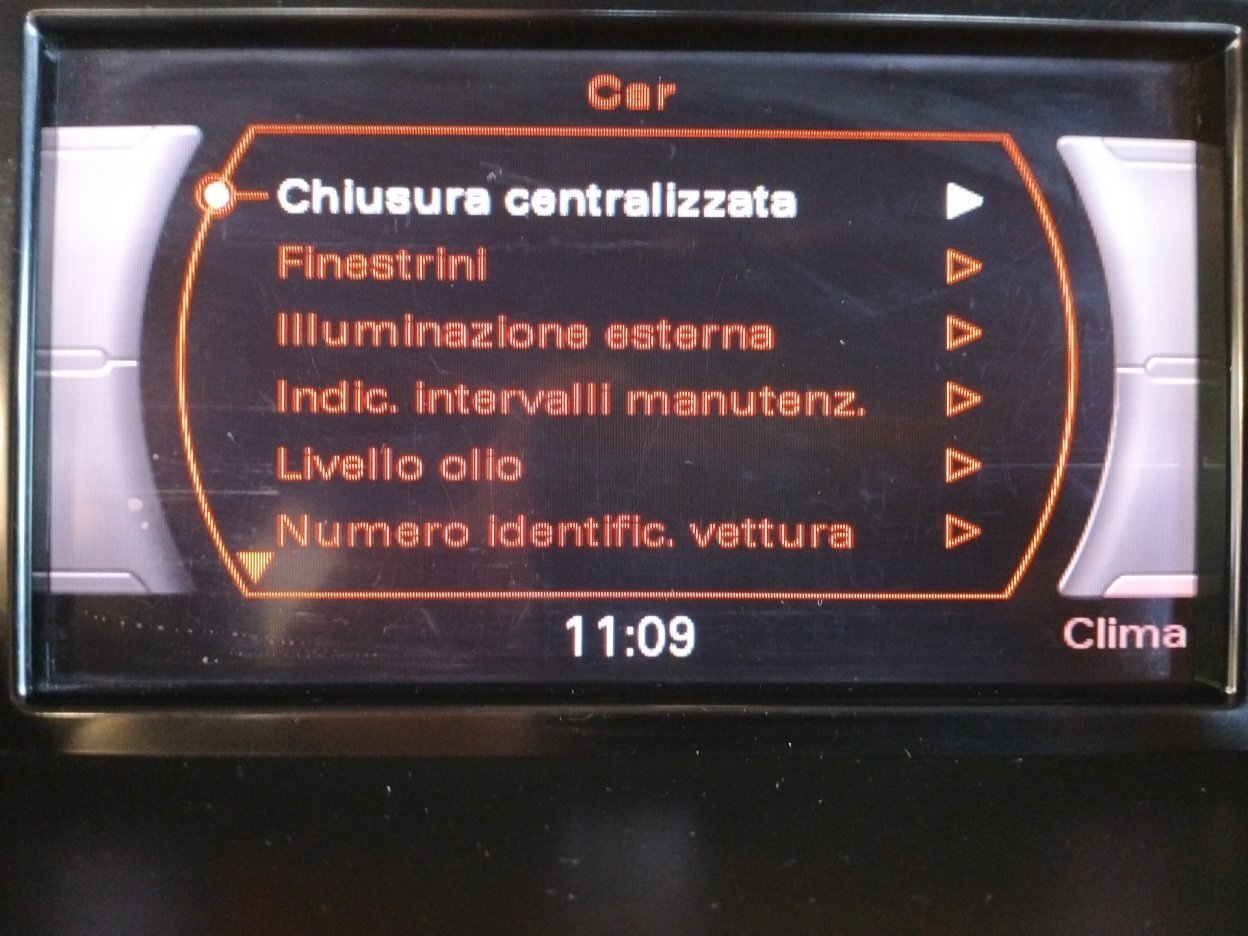 Car
Chiusura centralizzata
Finestrini
Illuminazione esterna
Indic. intervalli manutenz.
Livello olio
Numero identific. vettura
11:09
Clima